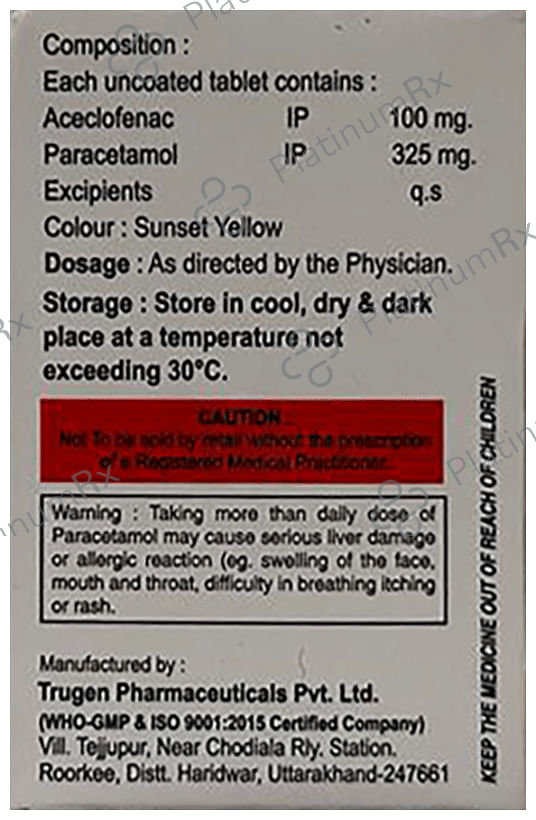 Composition :
Each uncoated tablet contains :
Aceclofenac IP 100 mg.
Paracetamol IP 325 mg.
Excipients q.s
Colour : Sunset Yellow
Dosage : As directed by the Physician.
Storage : Store in cool, dry & dark
place at a temperature not
exceeding 30°C.
CAUTION
Not To be sold by retail without the prescription
of a Registered Medical Practitioner.
Warning : Taking more than daily dose of
Paracetamol may cause serious liver damage
or allergic reaction (eg. swelling of the face,
mouth and throat, difficulty in breathing itching
or rash.
Manufactured by :
Trugen Pharmaceuticals Pvt. Ltd.
(WHO-GMP & ISO 9001:2015 Certified Company)
Vill. Tejjupur, Near Chodiala Rly. Station.
Roorkee, Distt. Haridwar, Uttarakhand-247661
KEEP THE MEDICINE OUT OF REACH OF CHILDREN
PlatinumRx
PlatinumRx